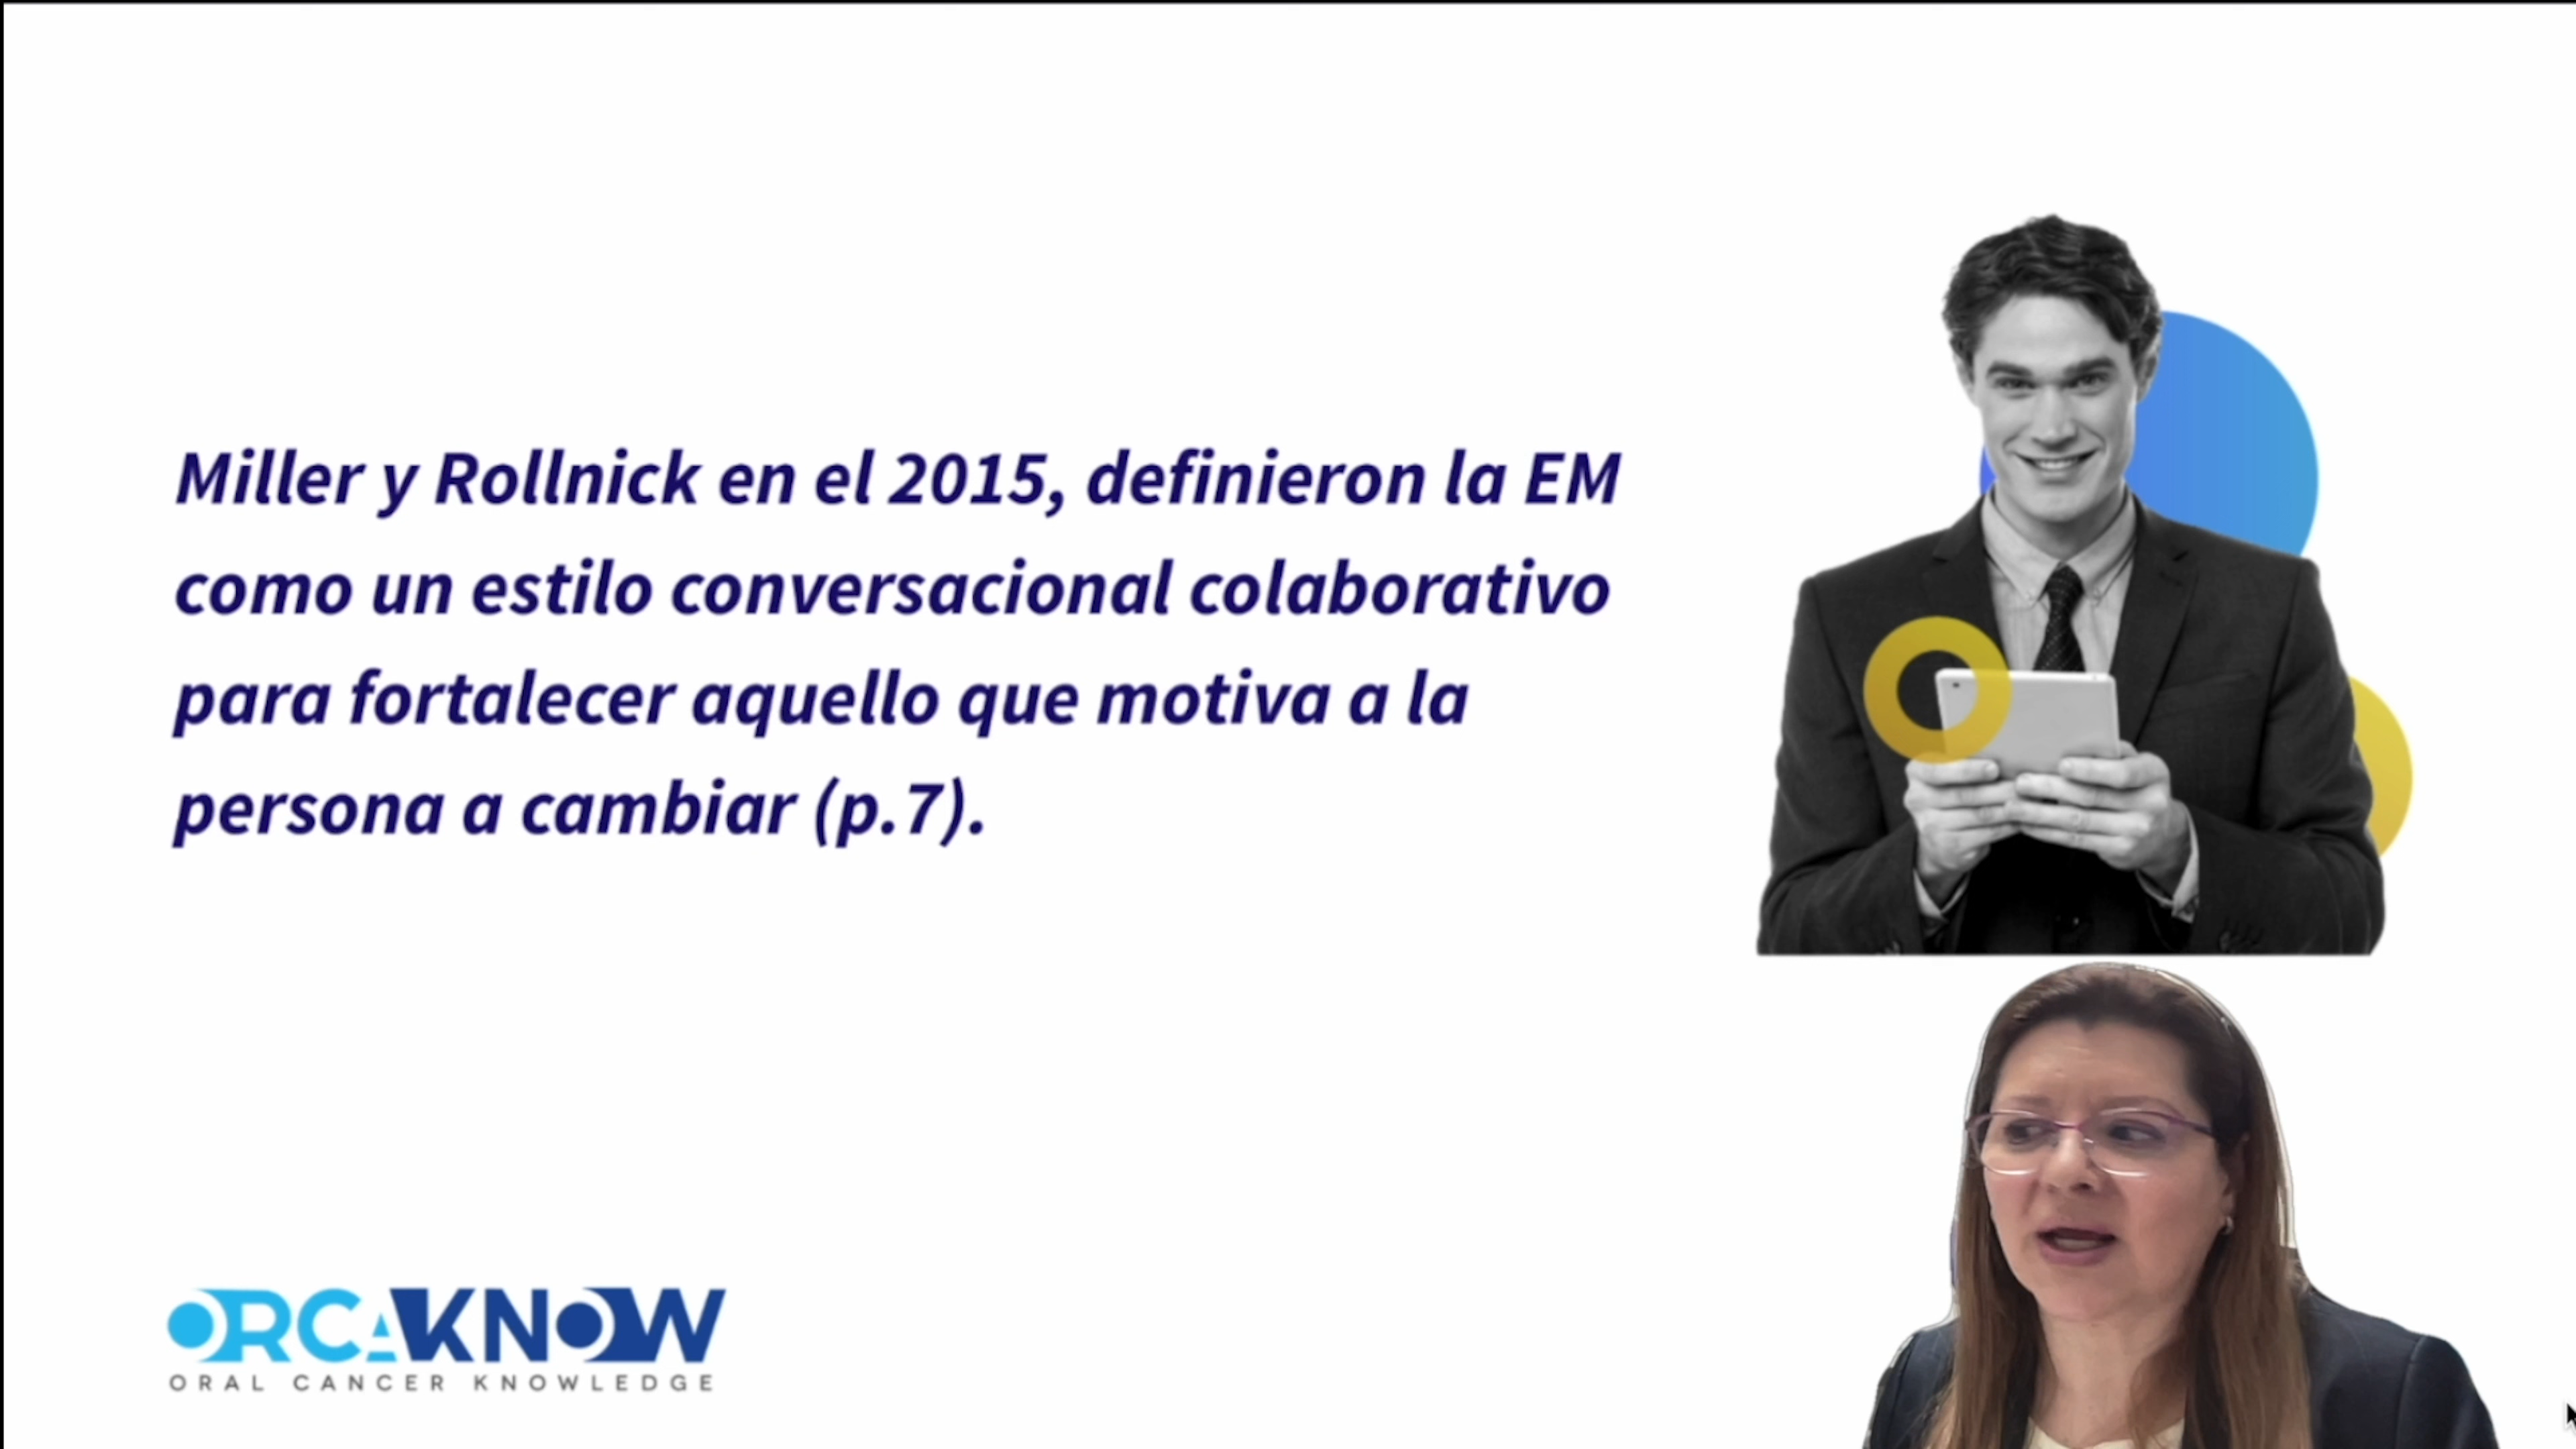 Miller y Rollnick en el 2015, definieron la EM
como un estilo conversacional colaborativo
para fortalecer aquello que motiva a la
persona a cambiar (p.7).
ORCAKNOW
ORAL CANCER KNOWLEDGE